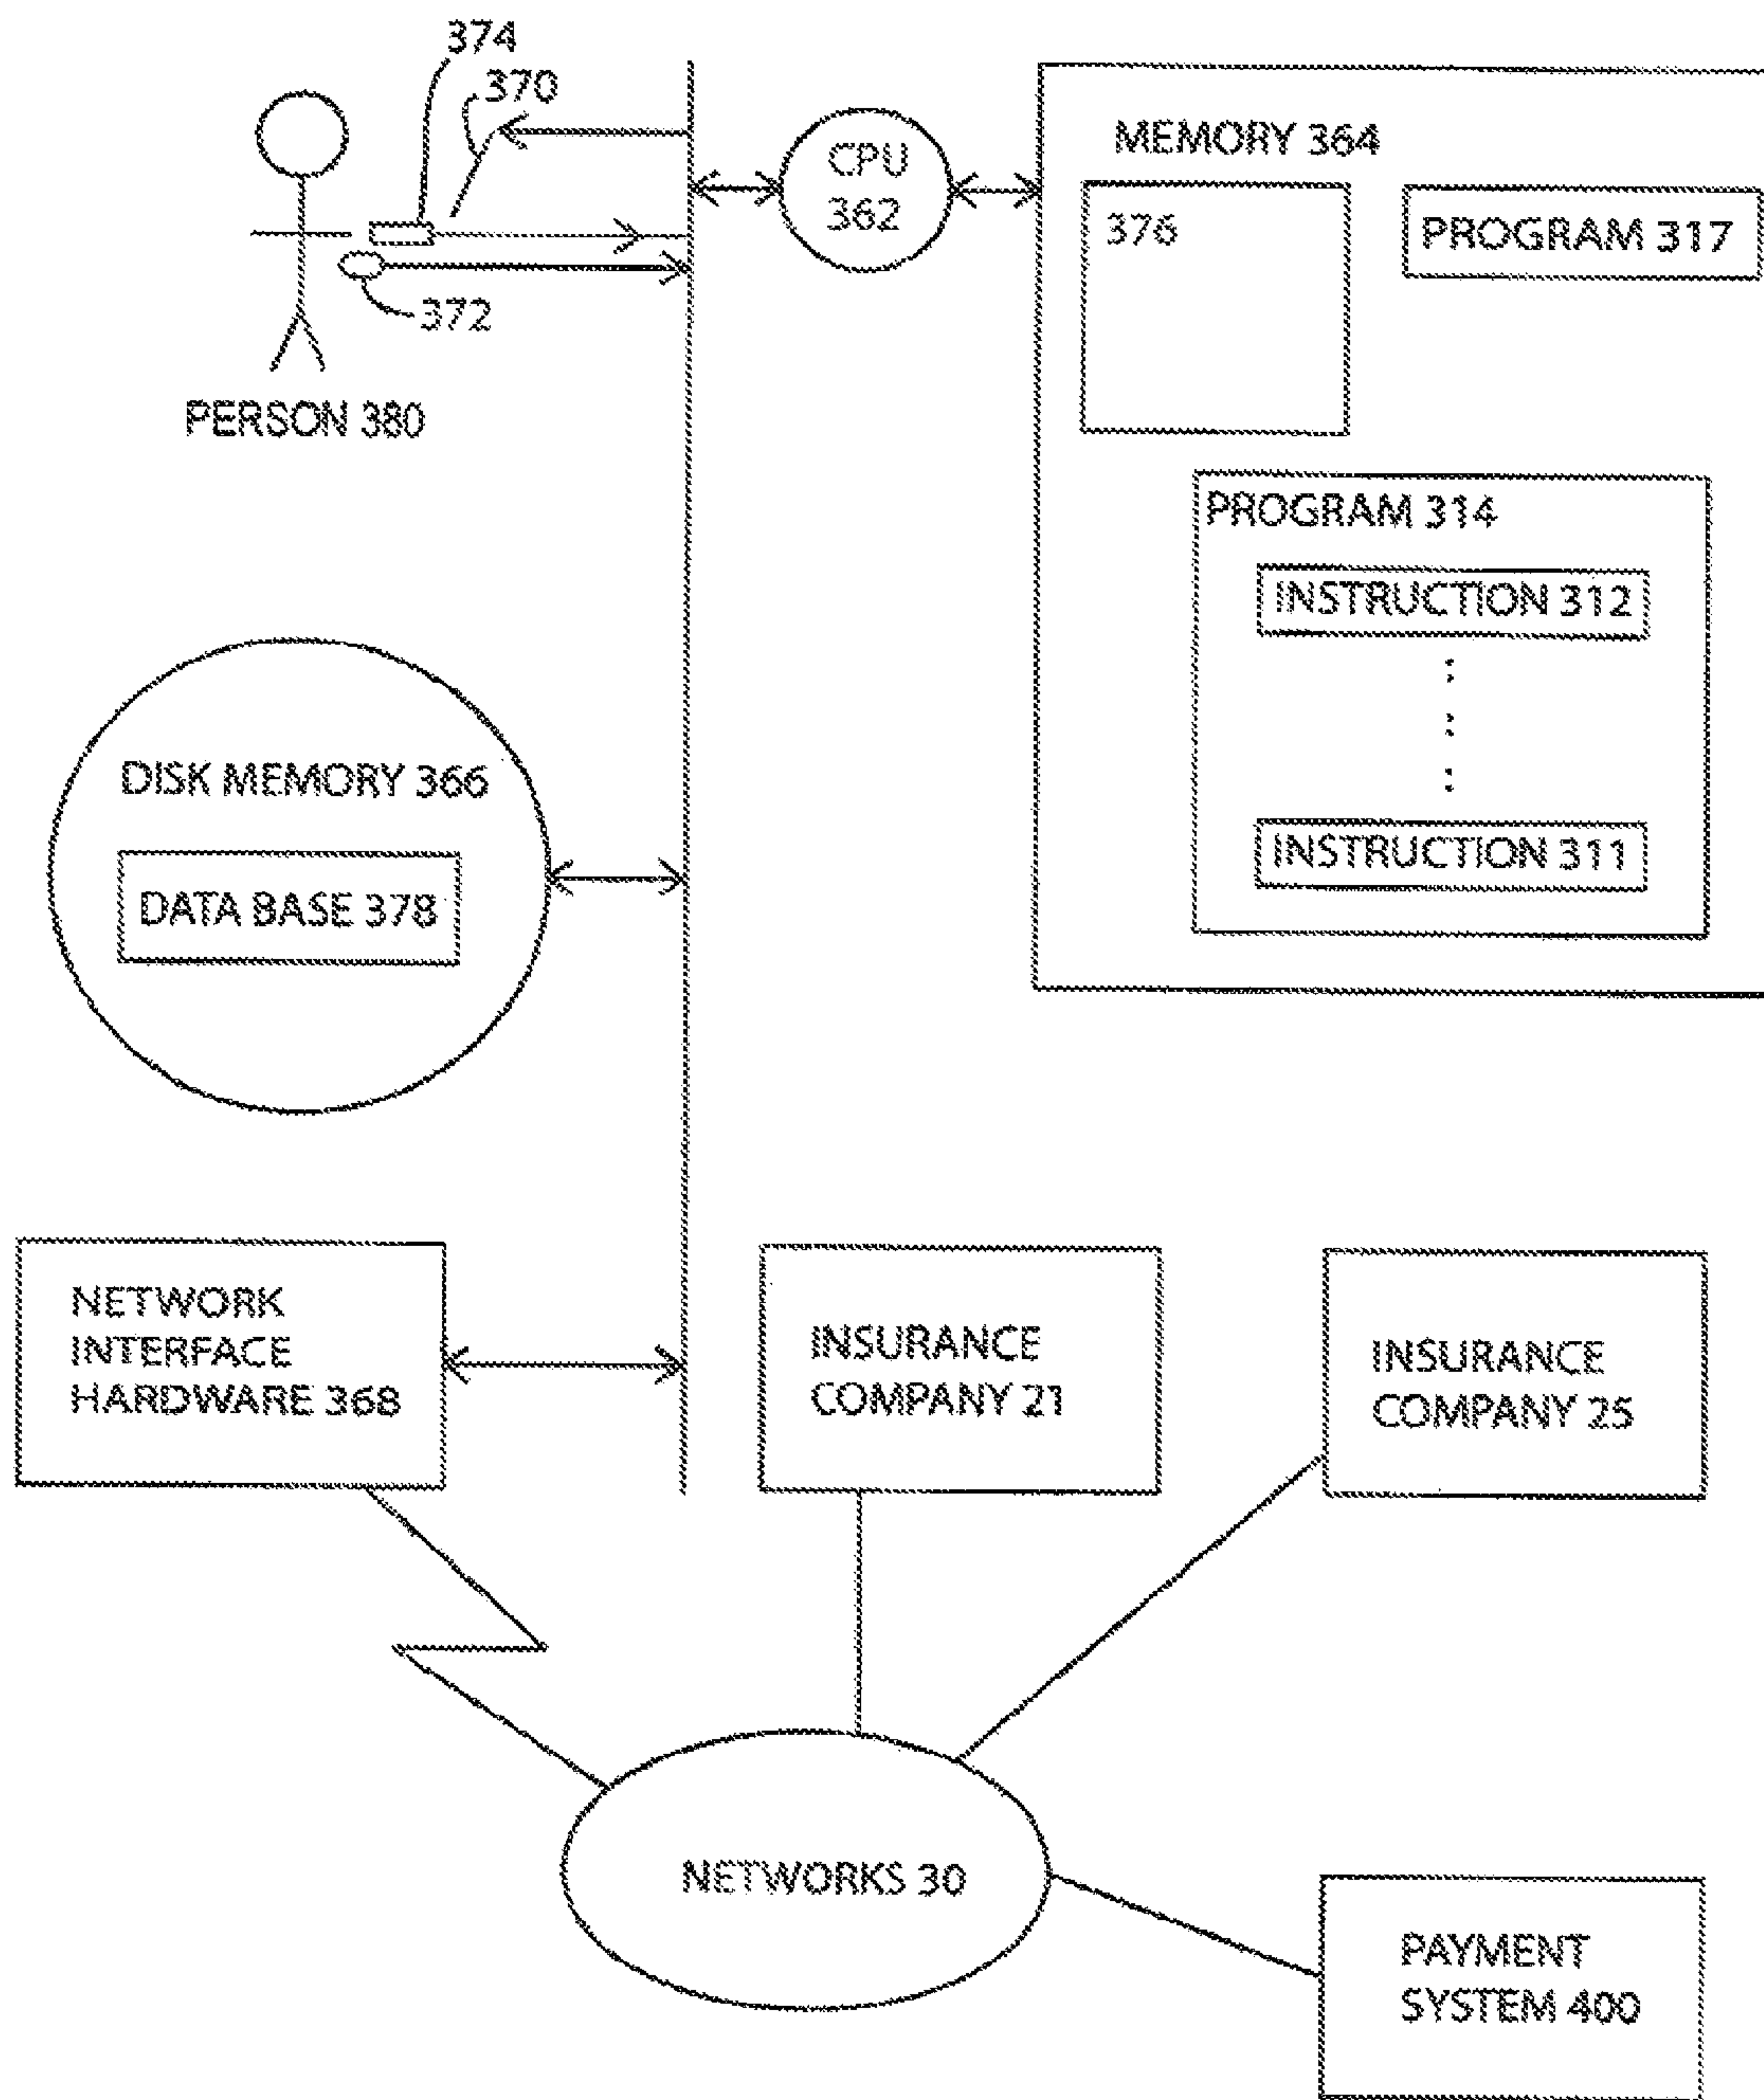 374
370
372
PERSON 380
CPU
362
MEMORY 364
376
PROGRAM 317
PROGRAM 314
INSTRUCTION 312
INSTRUCTION 311
DISK MEMORY 366
DATA BASE 378
NETWORK
INTERFACE
HARDWARE 368
INSURANCE
COMPANY 21
INSURANCE
COMPANY 25
NETWORKS 30
PAYMENT
SYSTEM 400